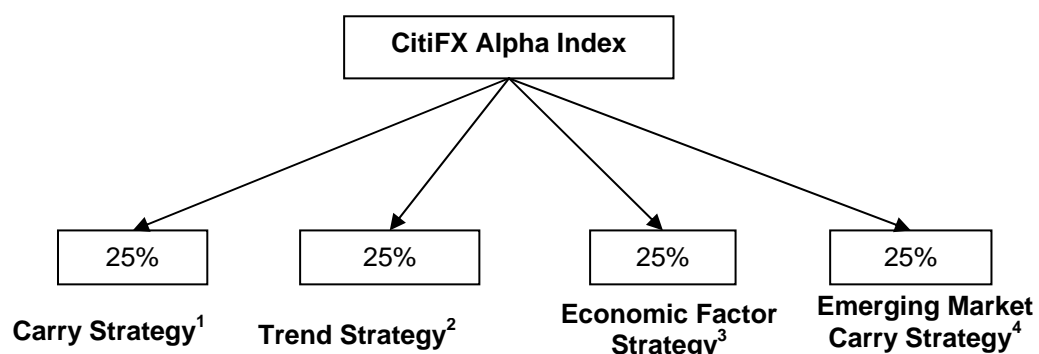 CitiFX Alpha Index
25%
25%
25%
25%
Carry Strategy¹
Trend Strategy²
Economic Factor
Strategy³
Emerging Market
Carry Strategy⁴